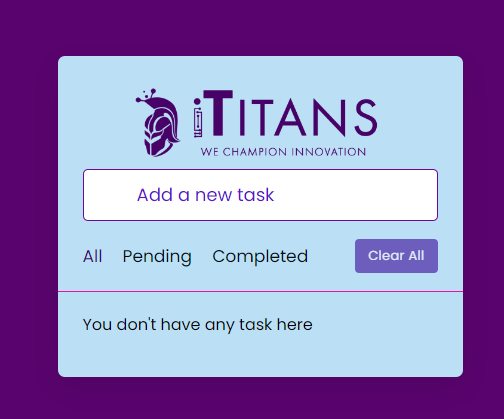 iTITANS
WE CHAMPION INNOVATION
Add a new task
All Pending Completed Clear All
You don't have any task here